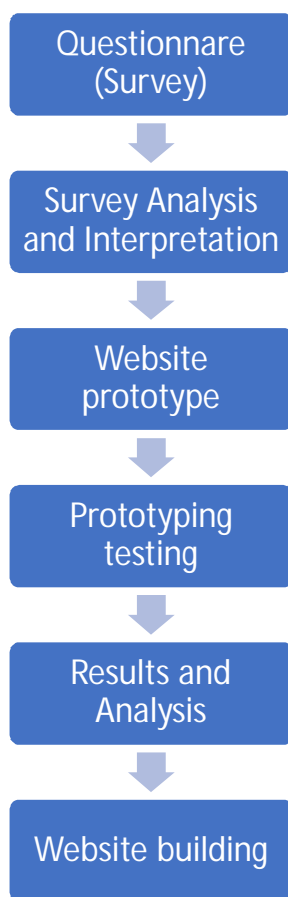 Questionnare
(Survey)
Survey Analysis
and Interpretation
Website
prototype
Prototyping
testing
Results and
Analysis
Website building